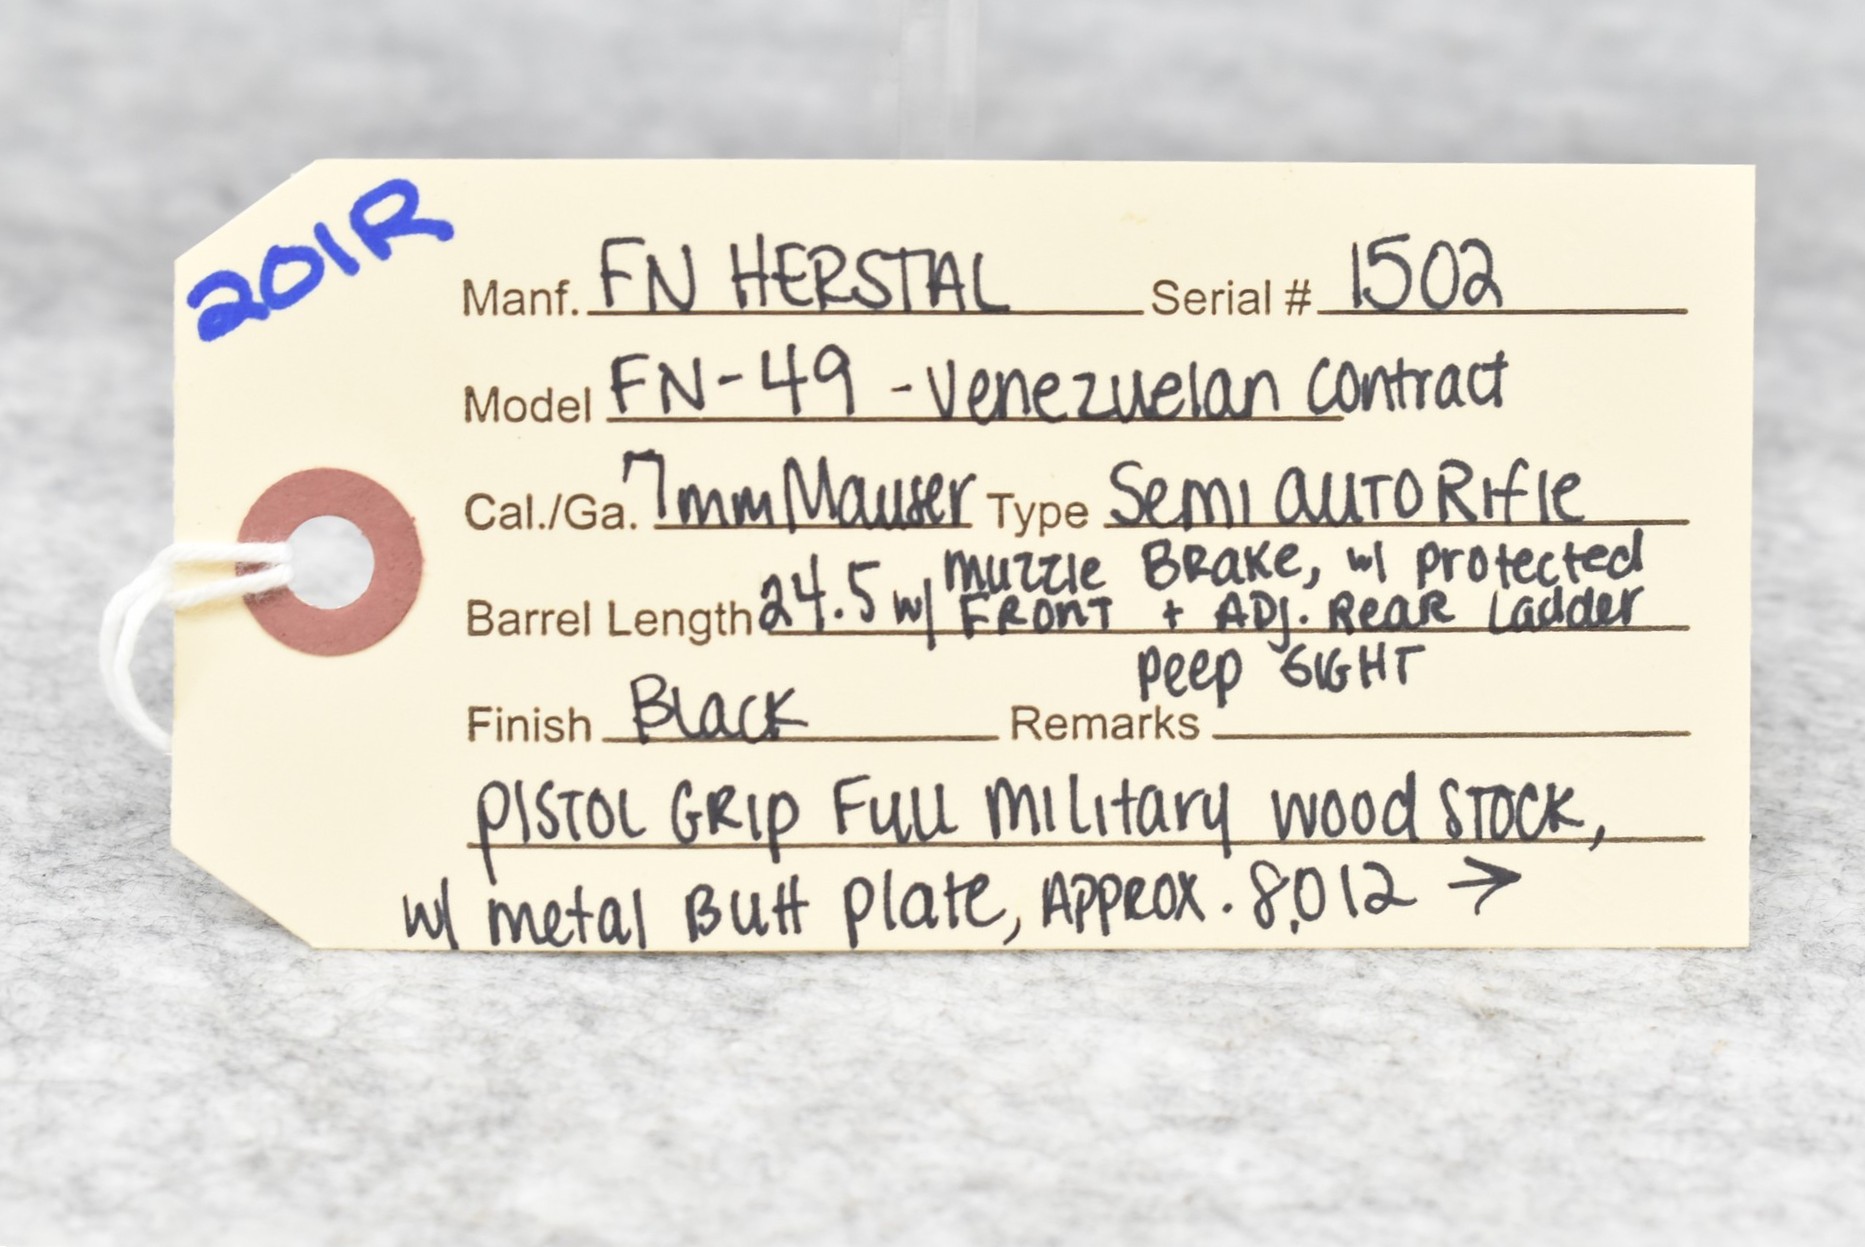 201R
Manf. FN HERSTAL Serial # 1502
Model FN-49 -Venezuelan Contract
Cal./Ga. 7mm Mauser Type Semi Auto Rifle
Barrel Length 24.5 w/ Muzzle Brake, w/ protected
Front + Adj. Rear Ladder
peep SIGHT
Finish Black Remarks
PISTOL GRIP Full Military wood STOCK,
w/ metal Butt plate, Approx. 8,012 →